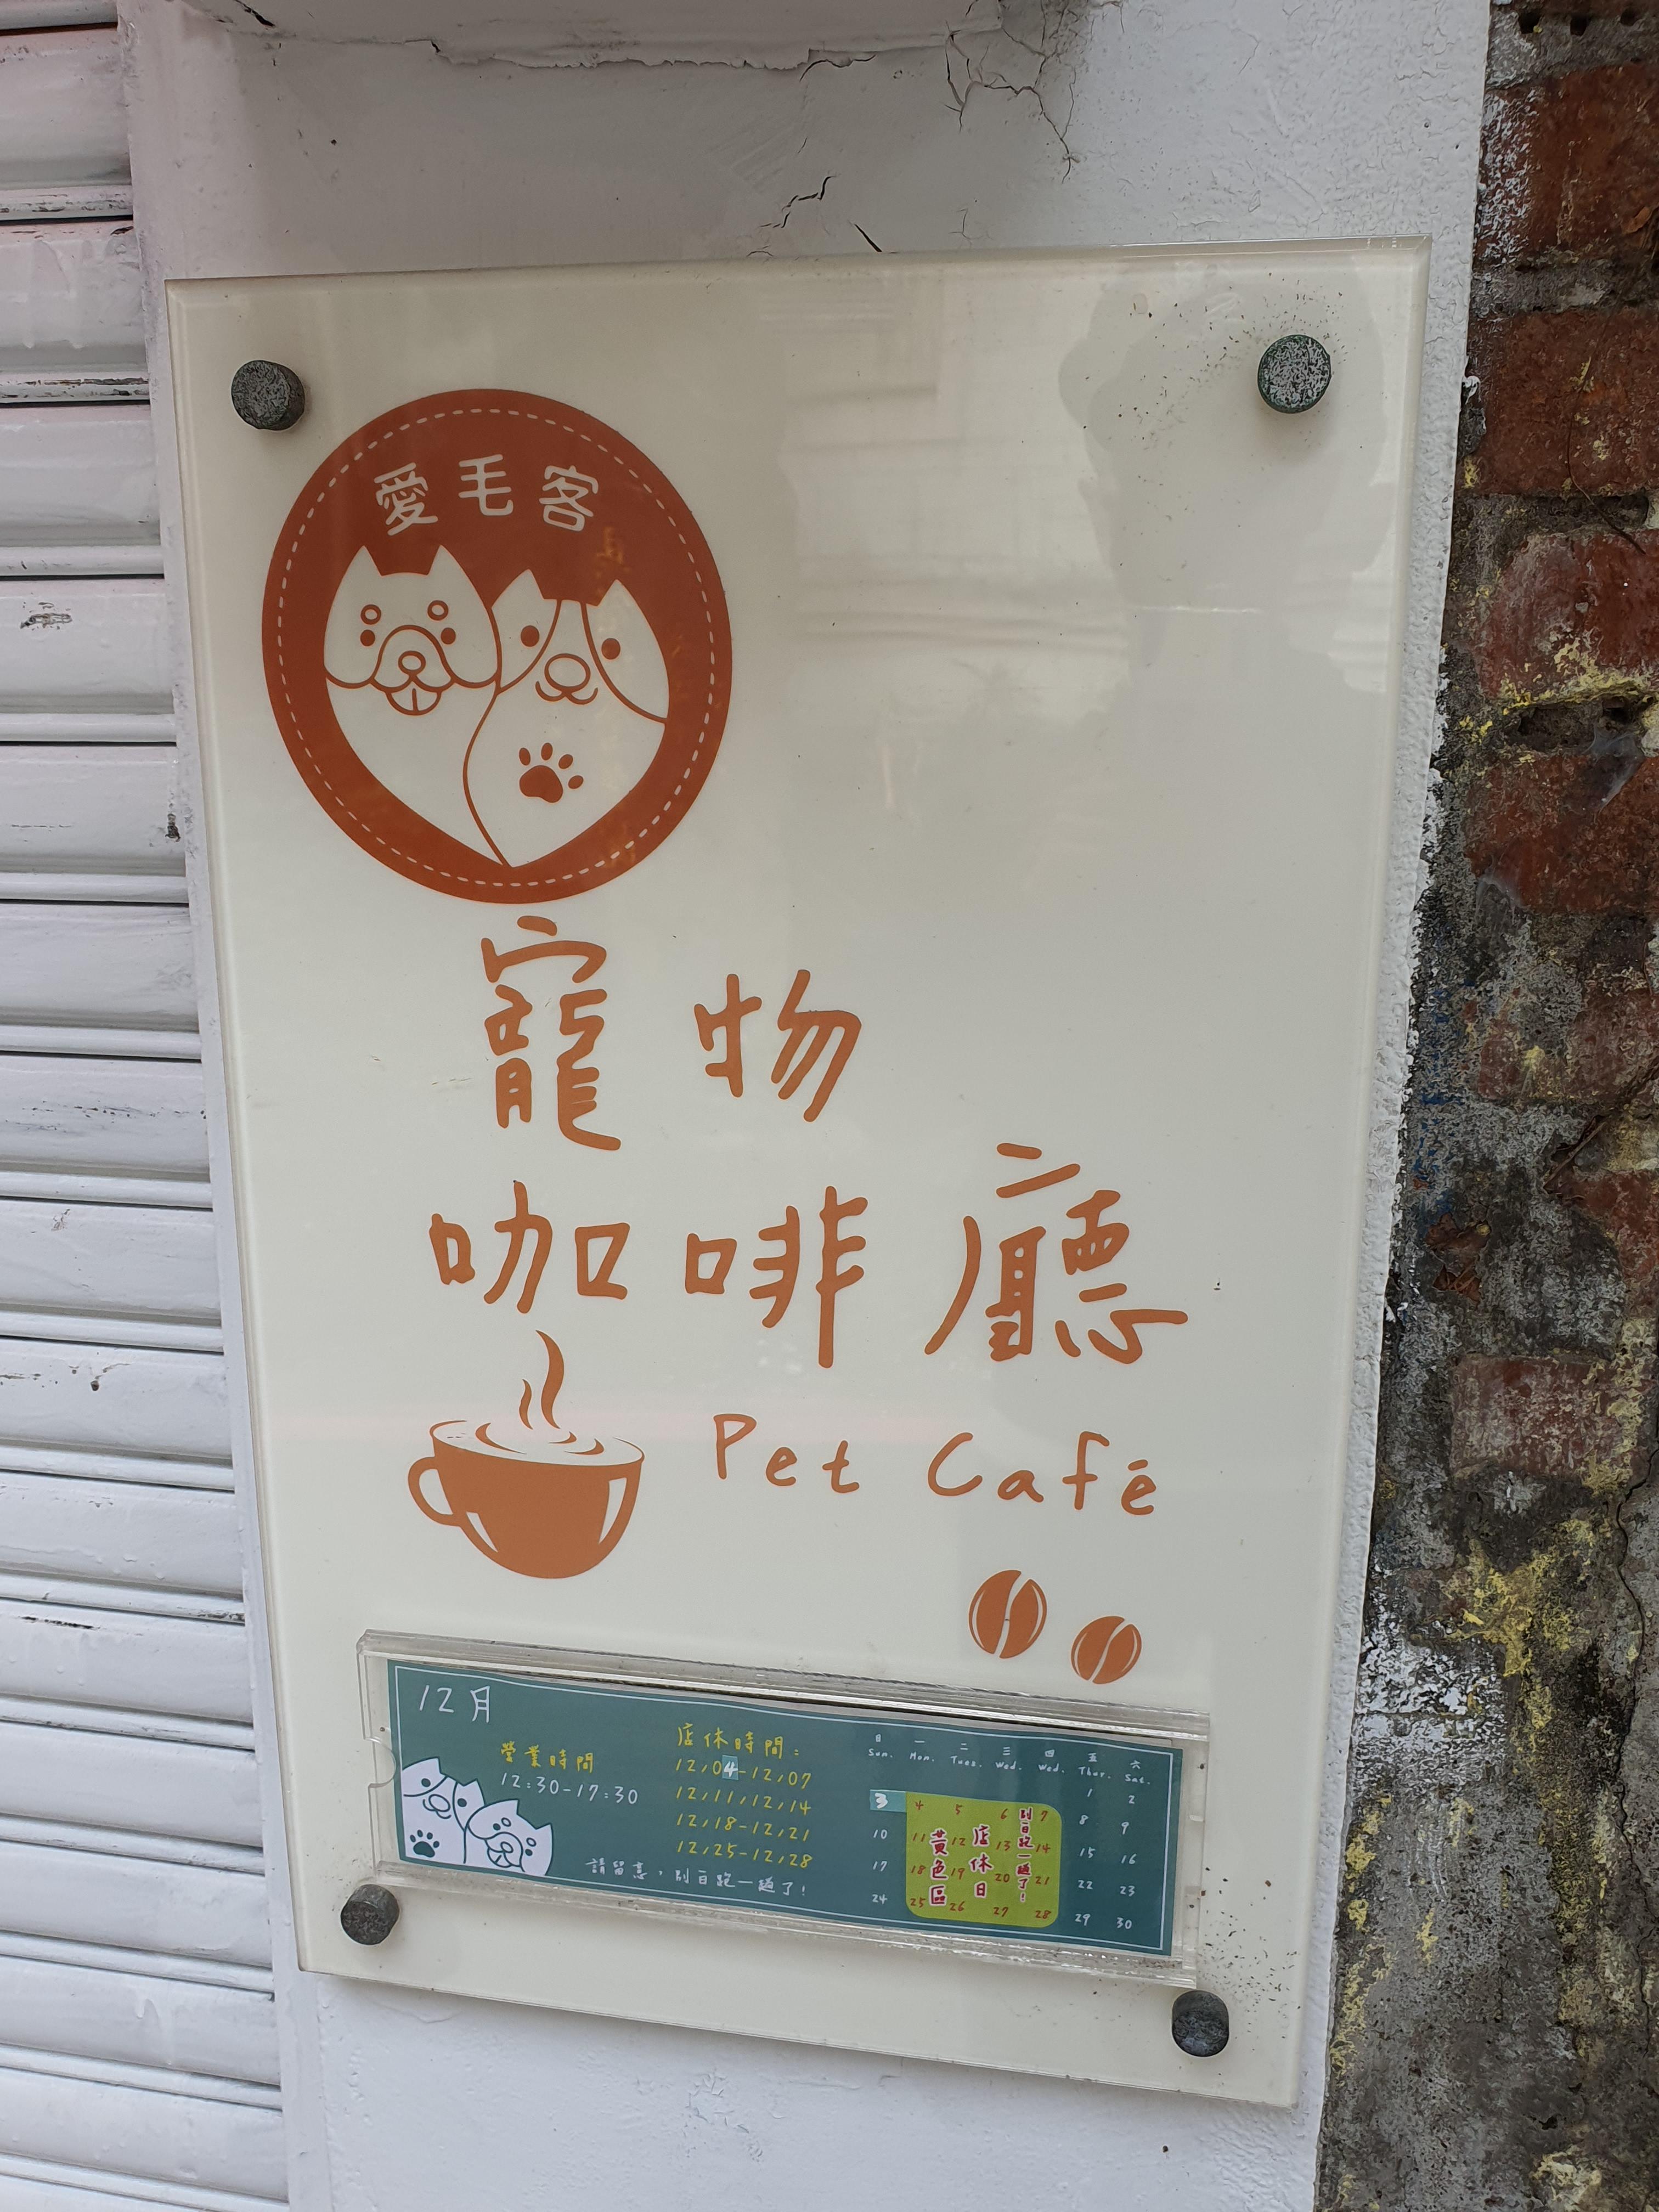 愛毛客
寵物
咖啡廳
Pet Café
12月
營業時間
12:30-17:30
店休時間:
12/04-12/07
12/11/12/14
12/18-12/21
12/25-12/28
請留意,別白跑一趟了!
日 一 二 三 四 五 六
Sun. Mon. Tues. Wed. Wed. Thur. Sat.
1 2
3 4 5 6 7 8 9
10 11 12 13 14 15 16
17 18 19 20 21 22 23
24 25 26 27 28 29 30
黃色區
店休日
別白跑一趟了!